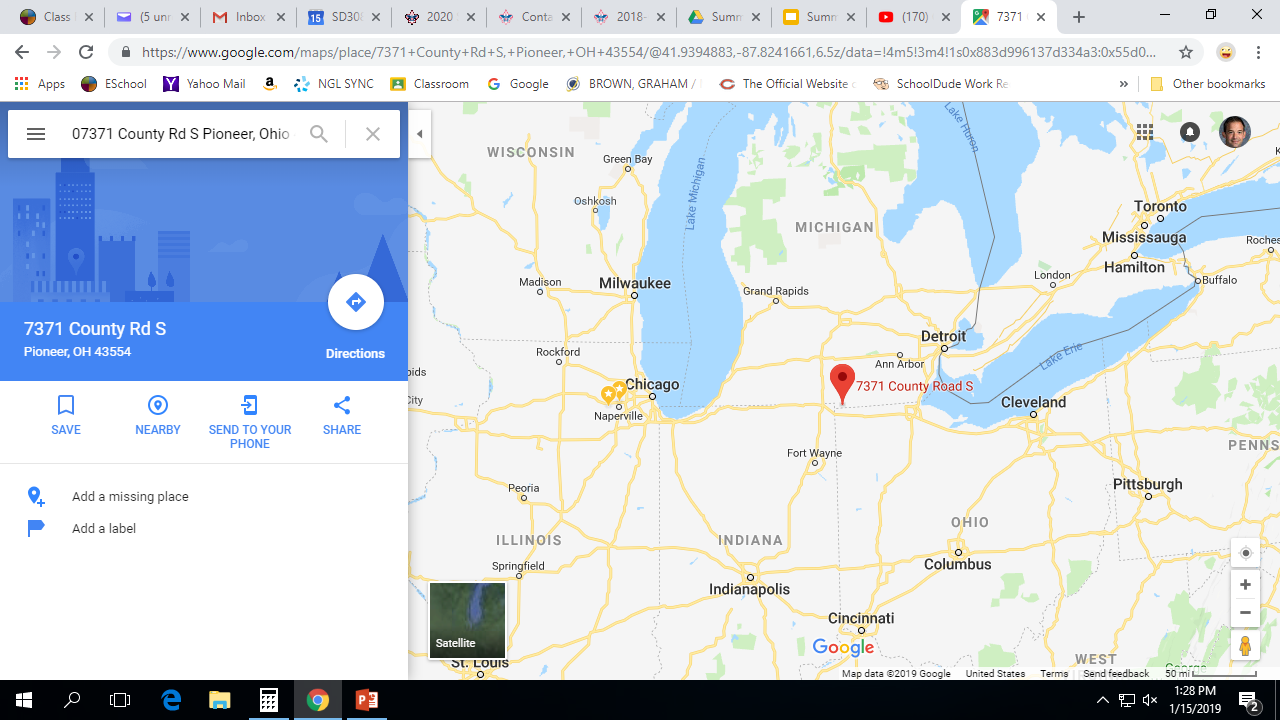 Class
(5 unr
Inbox
SD30
2020
Conta
2018-
Summ
Summ
(170)
7371
https://www.google.com/maps/place/7371+County+Rd+S,+Pioneer,+OH+43554/@41.9394883,-87.8241661,6.5z/data=!4m5!3m4!1s0x883d996137d334a3:0x55d0...
Apps
ESchool
Yahoo Mail
NGL SYNC
Classroom
Google
BROWN, GRAHAM /
The Official Website
SchoolDude Work Re
»
Other bookmarks
07371 County Rd S Pioneer, Ohio
7371 County Rd S
Pioneer, OH 43554
Directions
SAVE
NEARBY
SEND TO YOUR
PHONE
SHARE
Add a missing place
Add a label
WISCONSIN
Green Bay
Oshkosh
Lake Michigan
Lake Huron
MICHIGAN
Toronto
Mississauga
Hamilton
Roches
Buffalo
London
Madison
Milwaukee
Grand Rapids
Detroit
Ann Arbor
Lake Erie
Rockford
pids
City
Chicago
Naperville
7371 County Road S
Cleveland
Fort Wayne
PENNS
Peoria
Pittsburgh
ILLINOIS
INDIANA
OHIO
Springfield
Columbus
Indianapolis
Cincinnati
Satellite
St. Louis
WEST
Google
Map data ©2019 Google
United States
Terms
Send feedback
50 mi
1:28 PM
1/15/2019
2